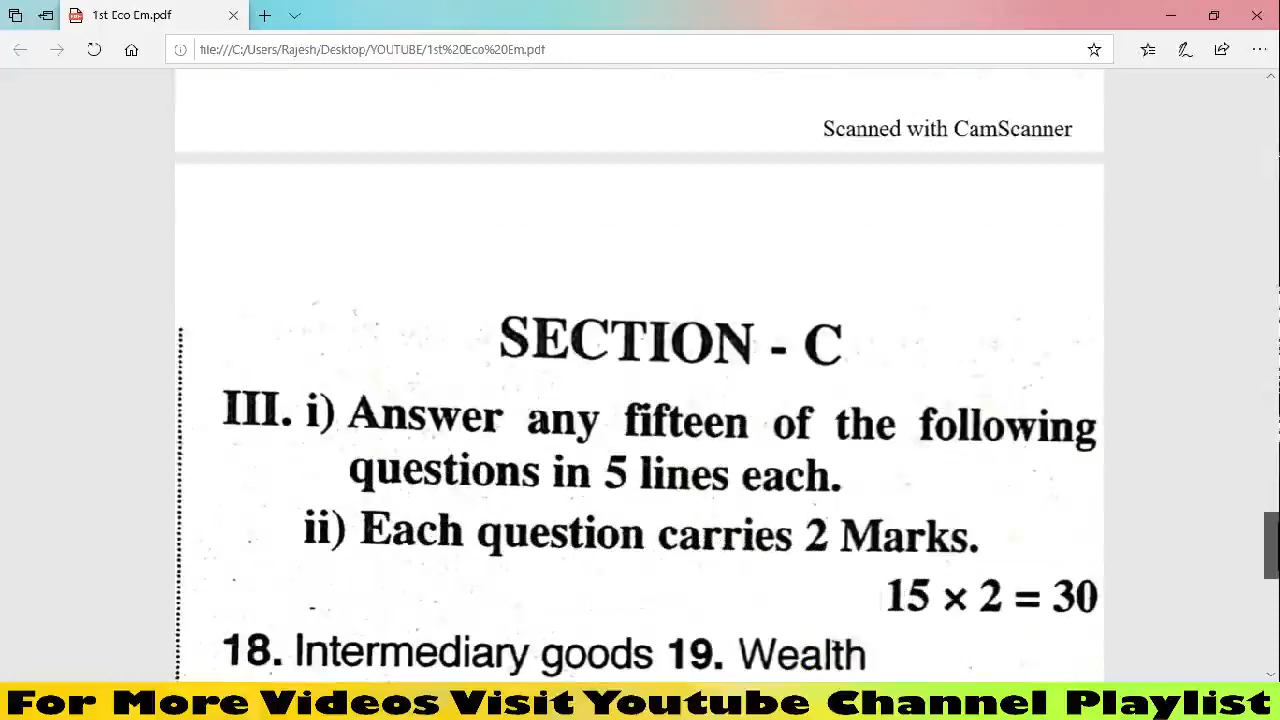 1st Eco Em.pdf
file:///C:/Users/Rajesh/Desktop/YOUTUBE/1st%20Eco%20Em.pdf
Scanned with CamScanner
SECTION - C
III. i) Answer any fifteen of the following
questions in 5 lines each.
ii) Each question carries 2 Marks.
15 × 2 = 30
18. Intermediary goods 19. Wealth
For More Videos Visit Youtube Channel Playlist